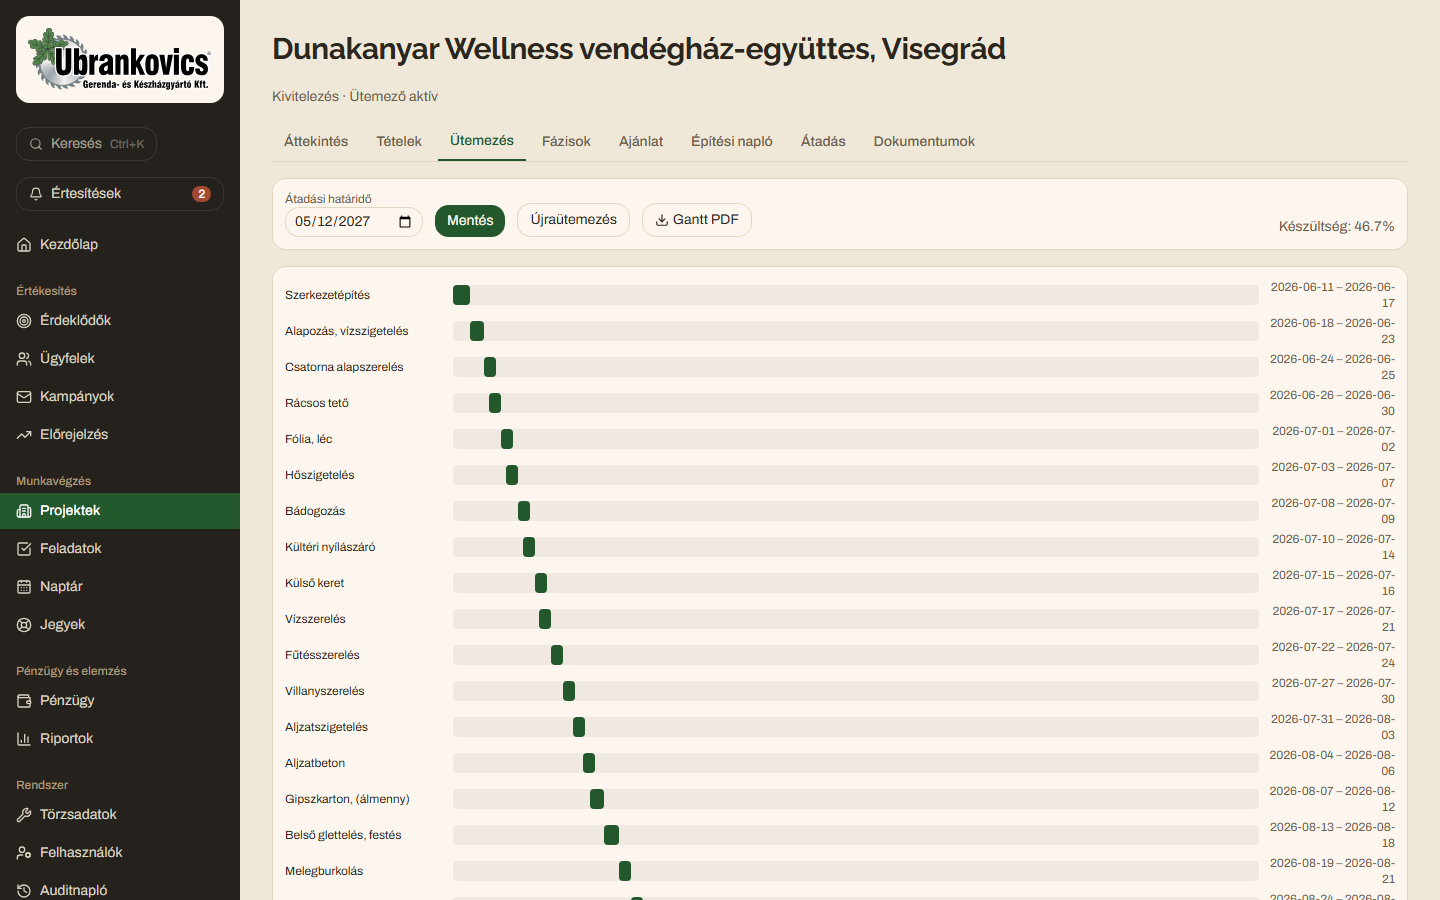 Ubrankovics
Gerenda- és Készházgyártó Kft.
Keresés Ctrl+K
Értesítések 2
Kezdőlap
Értékesítés
Érdeklődők
Ügyfelek
Kampányok
Előrejelzés
Munkavégzés
Projektek
Feladatok
Naptár
Jegyek
Pénzügy és elemzés
Pénzügy
Riportok
Rendszer
Törzsadatok
Felhasználók
Auditnapló
Dunakanyar Wellness vendégház-együttes, Visegrád
Kivitelezés · Ütemező aktív
Áttekintés Tételek Ütemezés Fázisok Ajánlat Építési napló Átadás Dokumentumok
Átadási határidő
05/12/2027 Mentés Újraütemezés Gantt PDF Készültség: 46.7%
Szerkezetépítés 2026-06-11 – 2026-06-
17
Alapozás, vízszigetelés 2026-06-18 – 2026-06-
23
Csatorna alapszerelés 2026-06-24 – 2026-06-
25
Rácsos tető 2026-06-26 – 2026-06-
30
Fólia, léc 2026-07-01 – 2026-07-
02
Hőszigetelés 2026-07-03 – 2026-07-
07
Bádogozás 2026-07-08 – 2026-07-
09
Kültéri nyílászáró 2026-07-10 – 2026-07-
14
Külső keret 2026-07-15 – 2026-07-
16
Vízszerelés 2026-07-17 – 2026-07-
21
Fűtésszerelés 2026-07-22 – 2026-07-
24
Villanyszerelés 2026-07-27 – 2026-07-
30
Aljzatszigetelés 2026-07-31 – 2026-08-
03
Aljzatbeton 2026-08-04 – 2026-08-
06
Gipszkarton, (álmenny) 2026-08-07 – 2026-08-
12
Belső glettelés, festés 2026-08-13 – 2026-08-
18
Melegburkolás 2026-08-19 – 2026-08-
21